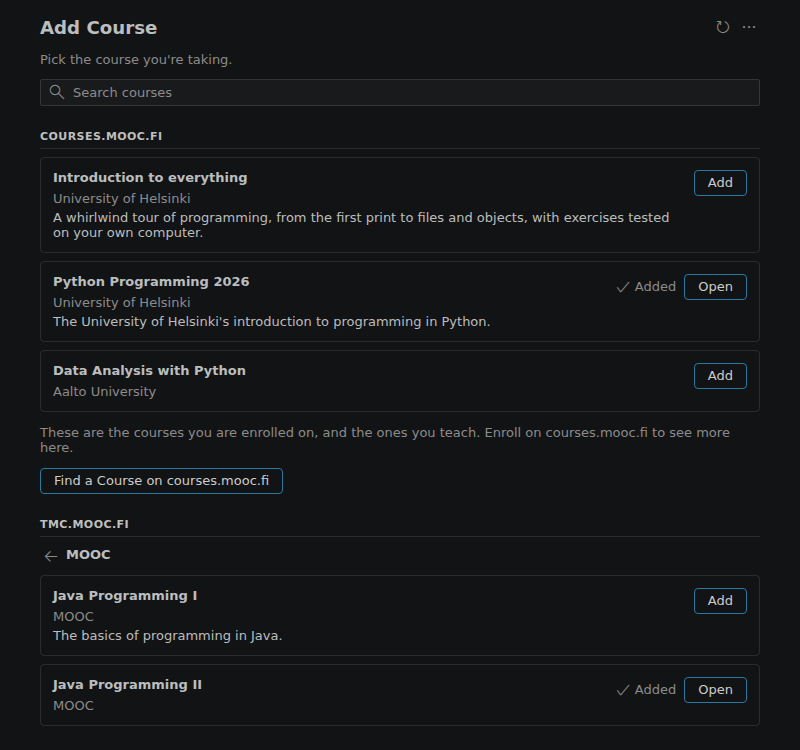 Add Course
Pick the course you're taking.
Search courses
COURSES.MOOC.FI
Introduction to everything
Add
University of Helsinki
A whirlwind tour of programming, from the first print to files and objects, with exercises tested
on your own computer.
Python Programming 2026
Added
Open
University of Helsinki
The University of Helsinki's introduction to programming in Python.
Data Analysis with Python
Add
Aalto University
These are the courses you are enrolled on, and the ones you teach. Enroll on courses.mooc.fi to see more
here.
Find a Course on courses.mooc.fi
TMC.MOOC.FI
MOOC
Java Programming I
Add
MOOC
The basics of programming in Java.
Java Programming II
Added
Open
MOOC